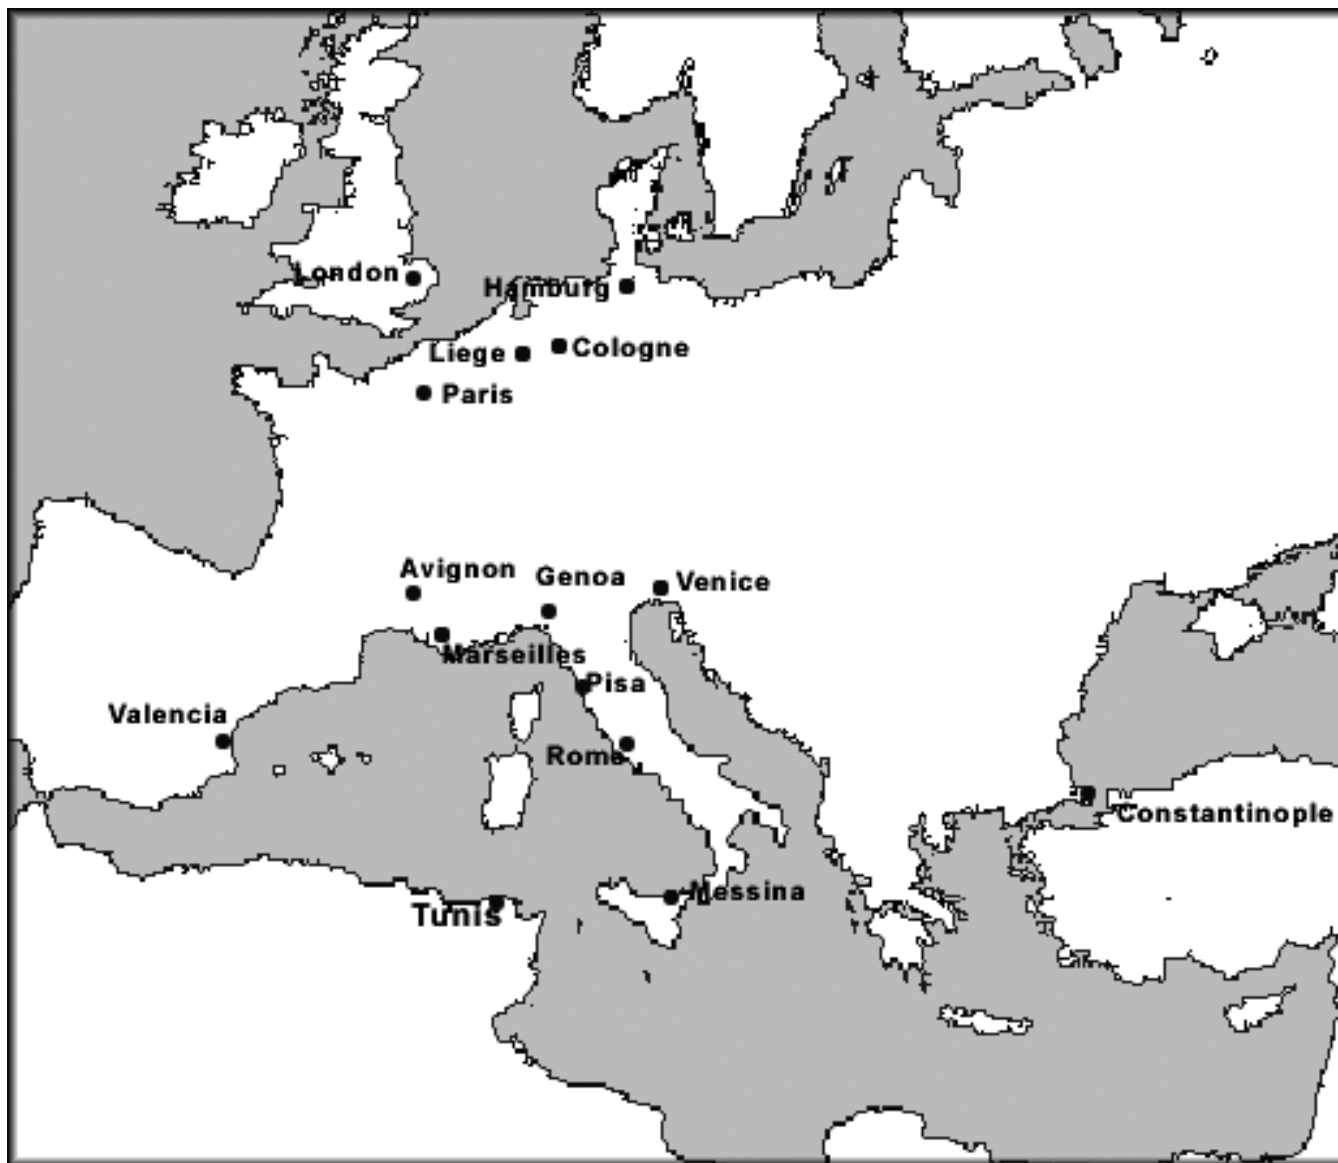 London
Hamburg
Liege
Cologne
Paris
Avignon
Genoa
Venice
Marseilles
Pisa
Valencia
Rome
Constantinople
Messina
Tunis